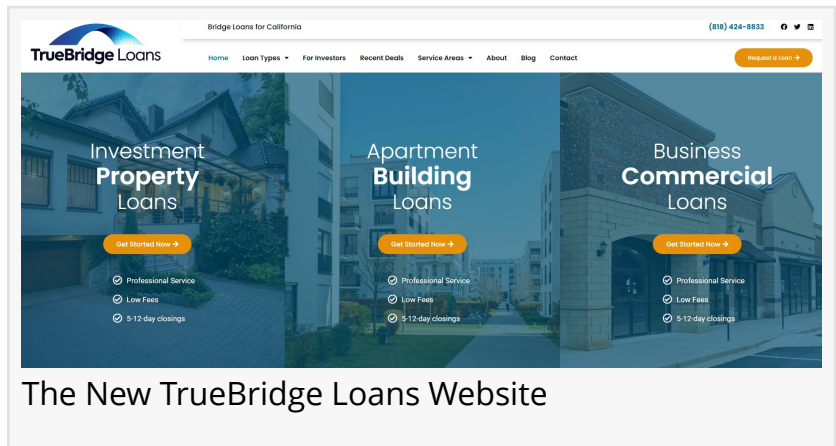 Bridge Loans for California
(818) 424-8833
TrueBridge Loans
Home Loan Types For Investors Recent Deals Service Areas About Blog Contact
Request a Loan →
Investment
Property
Loans
Get Started Now →
Professional Service
Low Fees
5-12-day closings
Apartment
Building
Loans
Get Started Now →
Professional Service
Low Fees
5-12-day closings
Business
Commercial
Loans
Get Started Now →
Professional Service
Low Fees
5-12-day closings
The New TrueBridge Loans Website